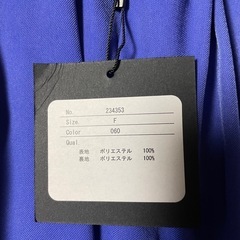 No. 234353
Size. F
Color 060
Qual
表地 ポリエステル 100%
裏地 ポリエステル 100%